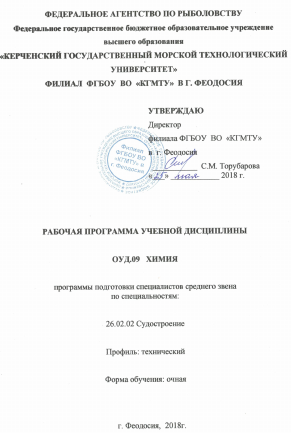 ФЕДЕРАЛЬНОЕ АГЕНТСТВО ПО РЫБОЛОВСТВУ
Федеральное государственное бюджетное образовательное учреждение
высшего образования
«КЕРЧЕНСКИЙ ГОСУДАРСТВЕННЫЙ МОРСКОЙ ТЕХНОЛОГИЧЕСКИЙ
УНИВЕРСИТЕТ»
ФИЛИАЛ ФГБОУ ВО «КГМТУ» В Г. ФЕОДОСИЯ
УТВЕРЖДАЮ
Директор
филиала ФГБОУ ВО «КГМТУ»
в г. Феодосия
С.М. Торубарова
мая 2018 г.
Филиал
ФГБОУ ВО
«КГМТУ» в
г. Феодосия
РАБОЧАЯ ПРОГРАММА УЧЕБНОЙ ДИСЦИПЛИНЫ
ОУД.09 ХИМИЯ
программы подготовки специалистов среднего звена
по специальностям:
26.02.02 Судостроение
Профиль: технический
Форма обучения: очная
г. Феодосия, 2018г.